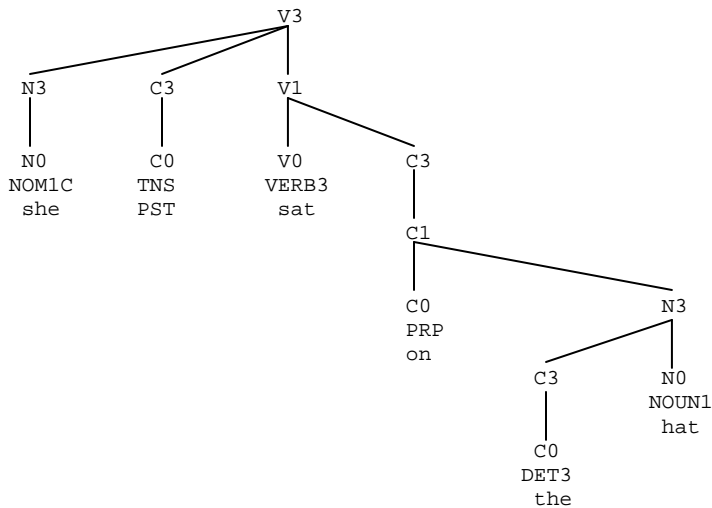 V3
N3 C3 V1
N0 C0 V0 C3
NOM1C TNS VERB3
she PST sat
C1
C0 N3
PRP
on
C3 N0
NOUN1
hat
C0
DET3
the